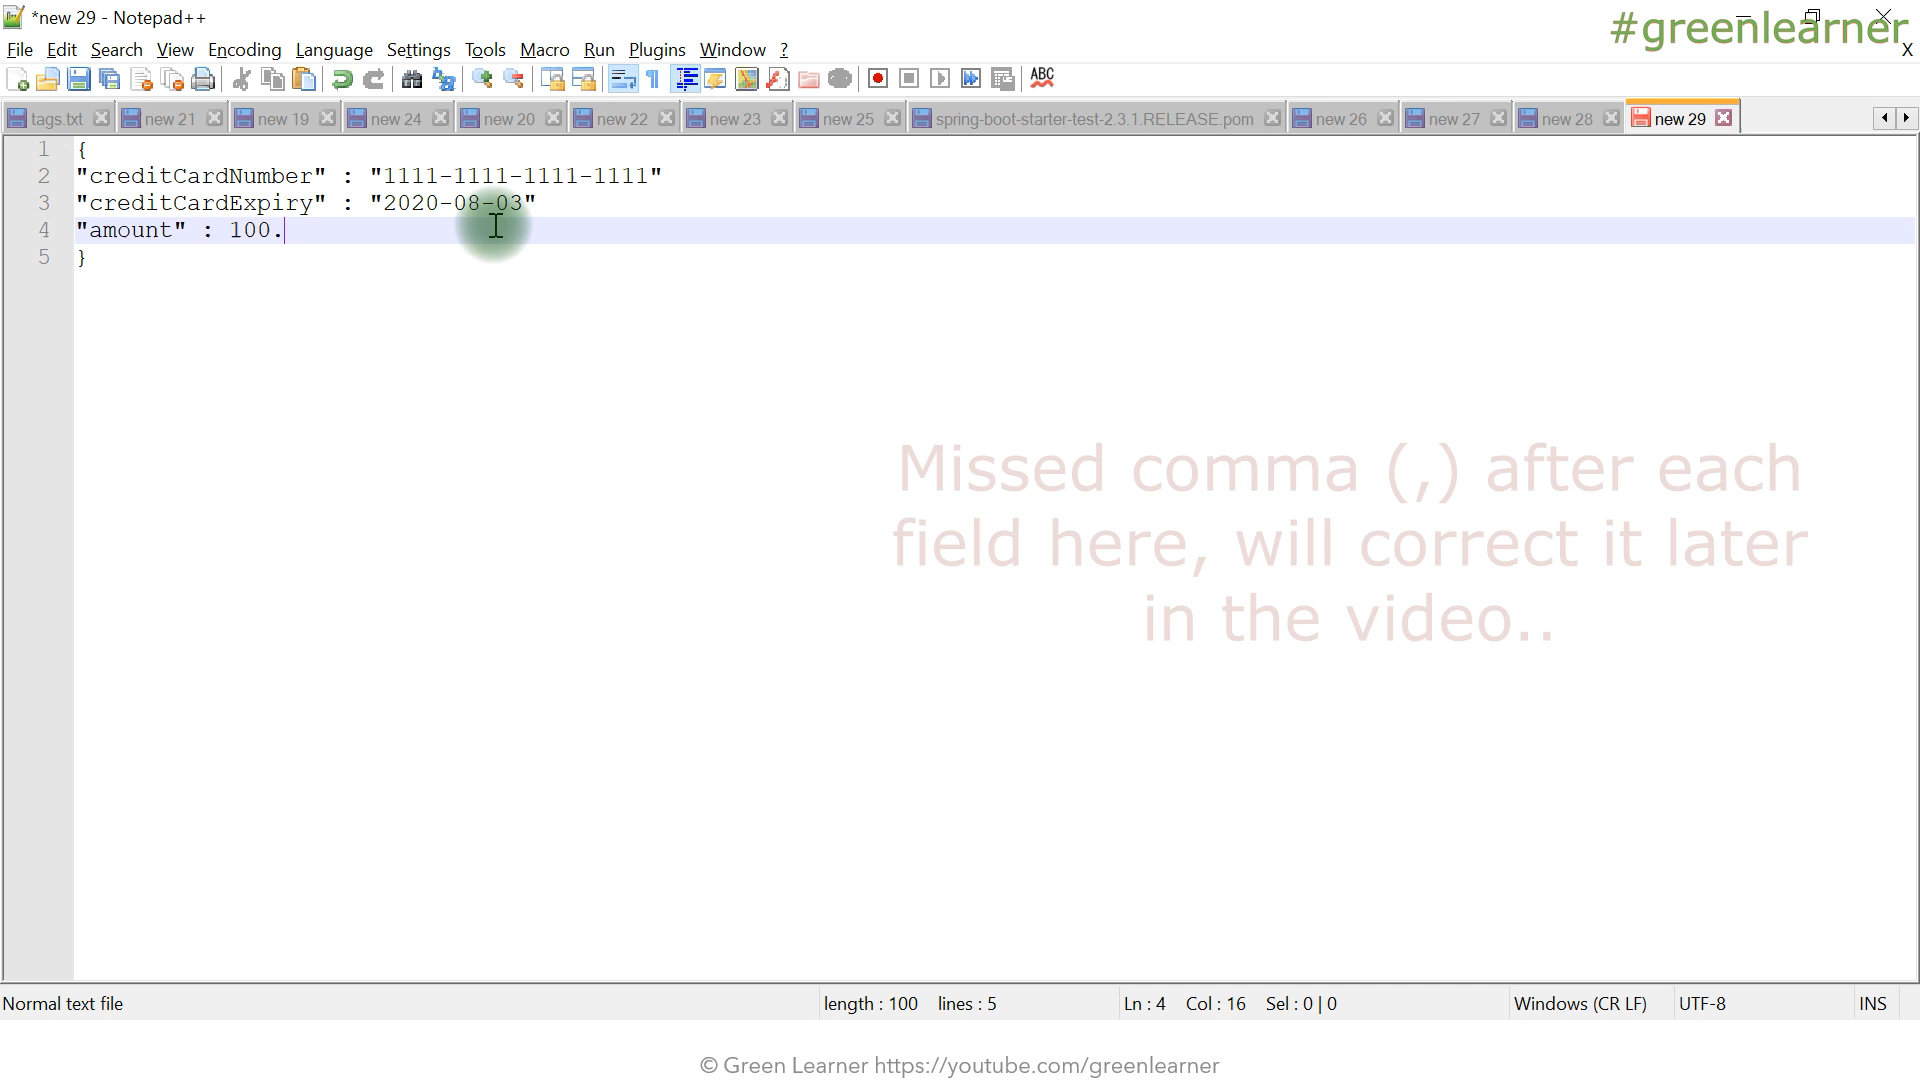 *new 29 - Notepad++
#greenlearner
File Edit Search View Encoding Language Settings Tools Macro Run Plugins Window ?
X
ABC
tags.txt new 21 new 19 new 24 new 20 new 22 new 23 new 25 spring-boot-starter-test-2.3.1.RELEASE.pom new 26 new 27 new 28 new 29
1 {
2 "creditCardNumber" : "1111-1111-1111-1111"
3 "creditCardExpiry" : "2020-08-03"
4 "amount" : 100.
5 }
Missed comma (,) after each
field here, will correct it later
in the video..
Normal text file length : 100 lines : 5 Ln : 4 Col : 16 Sel : 0 | 0 Windows (CR LF) UTF-8 INS
© Green Learner https://youtube.com/greenlearner